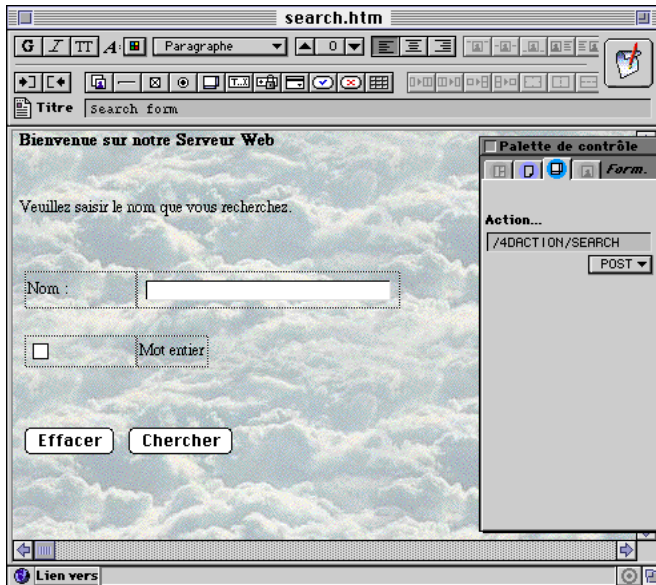 search.htm
G I TT A: Paragraphe 0
T..X
Titre Search form
Bienvenue sur notre Serveur Web
Veuillez saisir le nom que vous recherchez.
Nom :
Mot entier
Effacer Chercher
Palette de contrôle
Form.
Action...
/4DACTION/SEARCH
POST
Lien vers